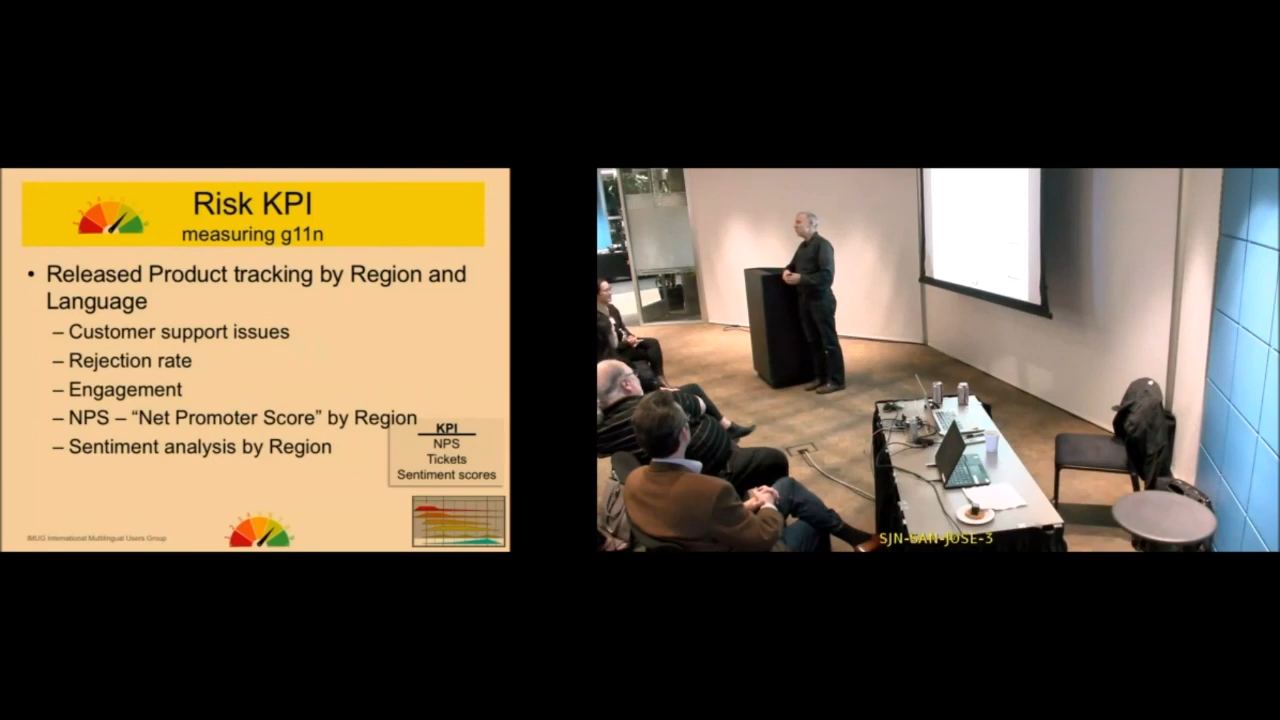 Risk KPI
measuring g11n
• Released Product tracking by Region and
Language
– Customer support issues
– Rejection rate
– Engagement
– NPS – “Net Promoter Score” by Region
– Sentiment analysis by Region
KPI
NPS
Tickets
Sentiment scores
IMUG International Multilingual Users Group
SJN-SAN-JOSE-3